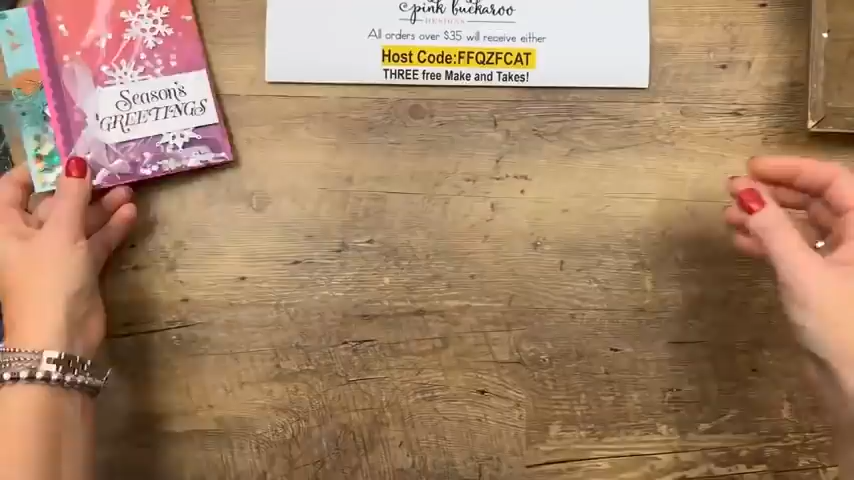 pink buckaroo
DESIGNS
All orders over $35 will receive either
Host Code:FFQZFCAT
THREE free Make and Takes!
SEASON'S
GREETINGS